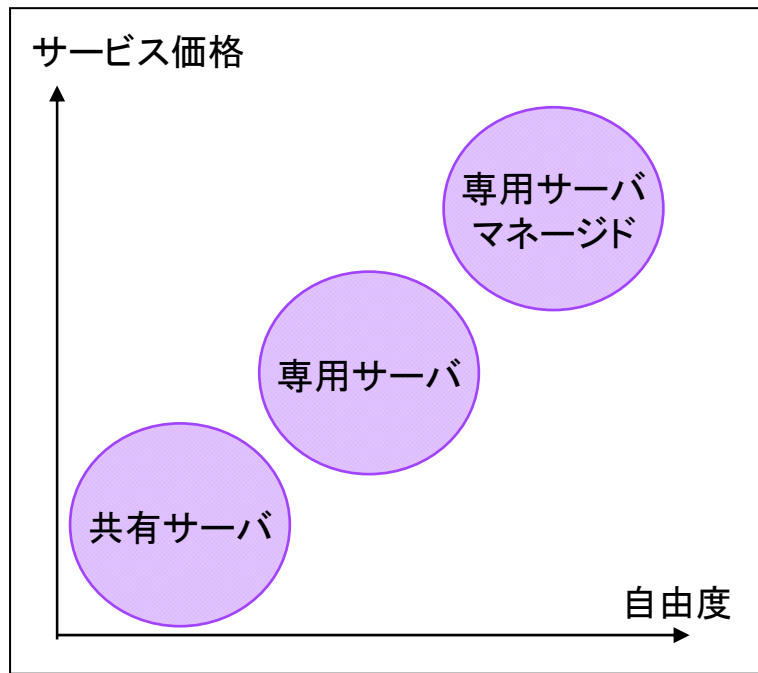 サービス価格
専用サーバ
マネージド
専用サーバ
共有サーバ
自由度